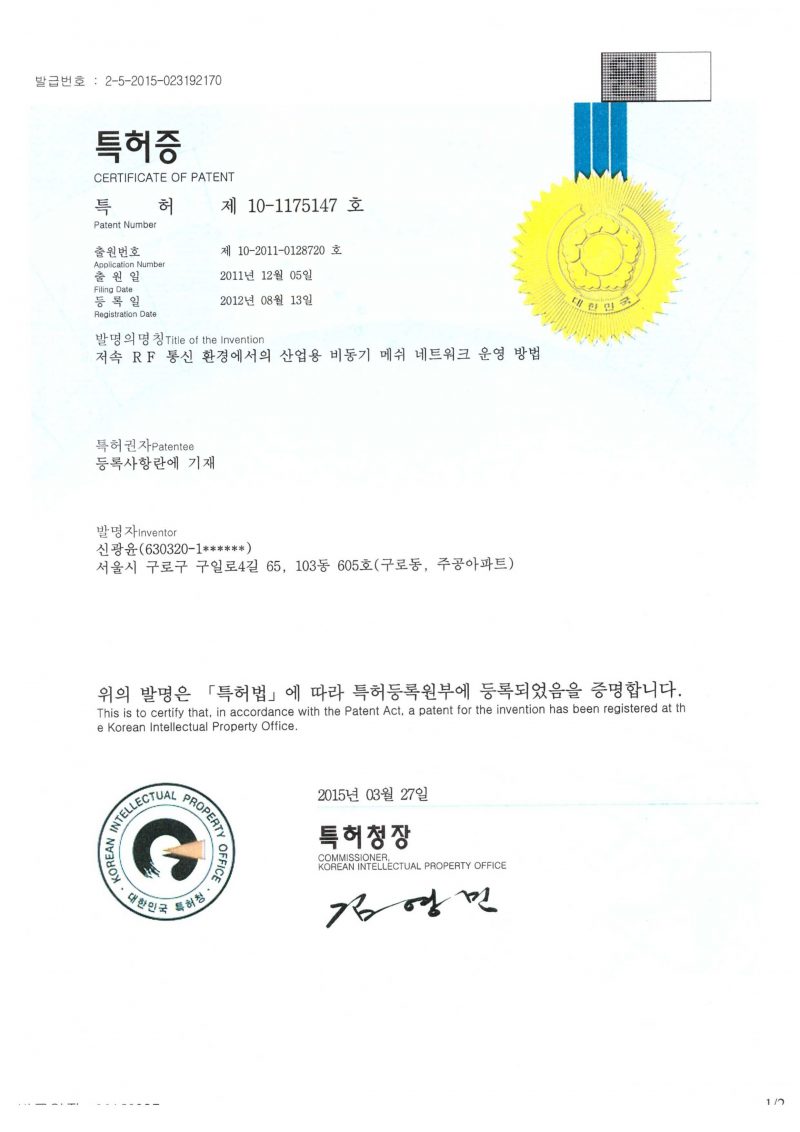 발급번호 : 2-5-2015-023192170
원
특허증
CERTIFICATE OF PATENT
특 허 제 10-1175147 호
Patent Number
출원번호 제 10-2011-0128720 호
Application Number
출 원 일 2011년 12월 05일
Filing Date
등 록 일 2012년 08월 13일
Registration Date
대한민국
발명의명칭Title of the Invention
저속 RF 통신 환경에서의 산업용 비동기 메쉬 네트워크 운영 방법
특허권자Patentee
등록사항란에 기재
발명자Inventor
신광윤(630320-1******)
서울시 구로구 구일로4길 65, 103동 605호(구로동, 주공아파트)
위의 발명은 「특허법」에 따라 특허등록원부에 등록되었음을 증명합니다.
This is to certify that, in accordance with the Patent Act, a patent for the invention has been registered at th
e Korean Intellectual Property Office.
2015년 03월 27일
특허청장
COMMISSIONER,
KOREAN INTELLECTUAL PROPERTY OFFICE
김영민
KOREAN INTELLECTUAL PROPERTY OFFICE
대한민국 특허청
1/2